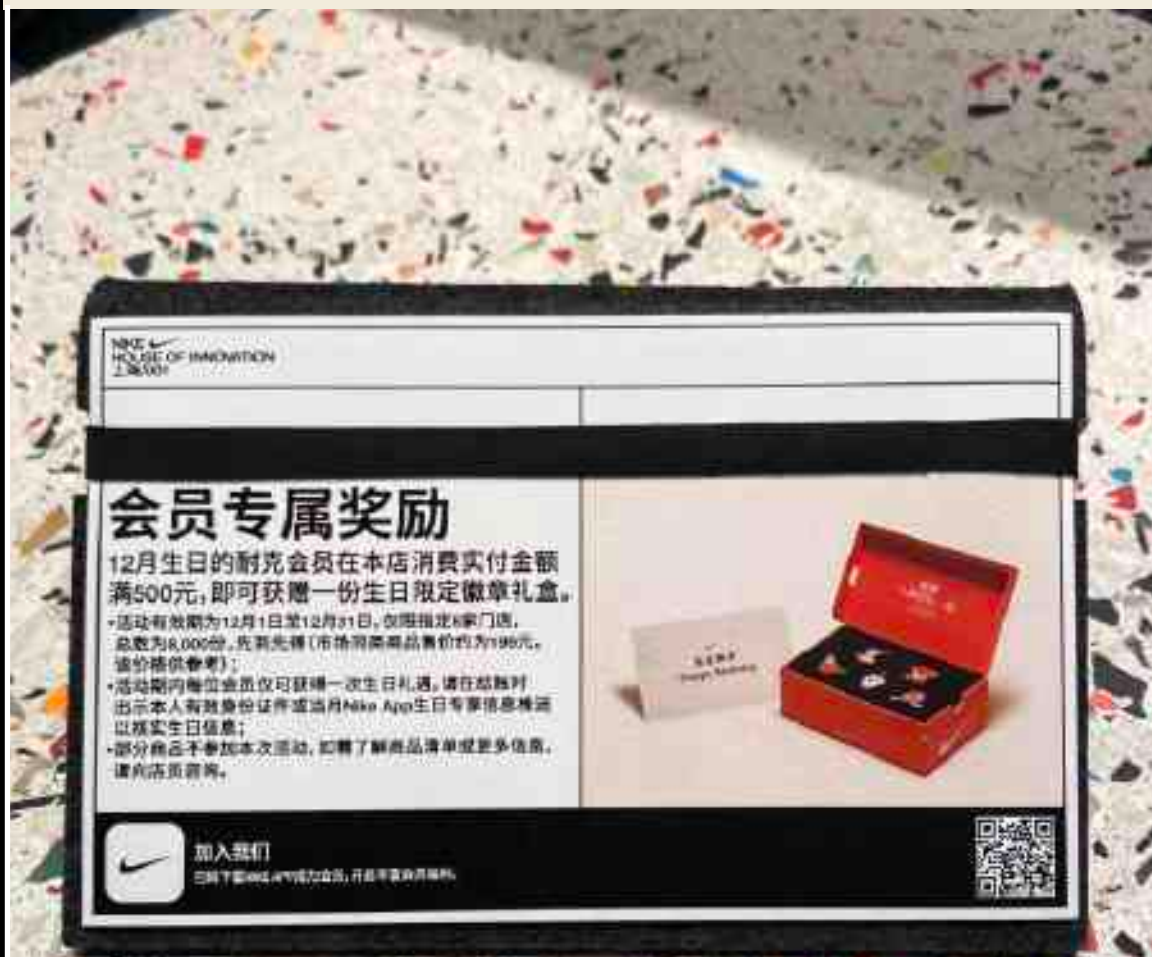 NIKE
HOUSE OF INNOVATION
上海001
会员专属奖励
12月生日的耐克会员在本店消费实付金额
满500元,即可获赠一份生日限定徽章礼盒。
·活动有效期为12月1日至12月31日,仅限指定8家门店,
总数为8,000份,先到先得(市场同类商品售价约为199元,
该价格供参考);
·活动期内每位会员仅可获得一次生日礼遇,请在结账时
出示本人有效身份证件或当月Nike App生日专享信息推送
以核实生日信息;
·部分商品不参加本次活动,如需了解商品清单或更多信息,
请向店员咨询。
加入我们